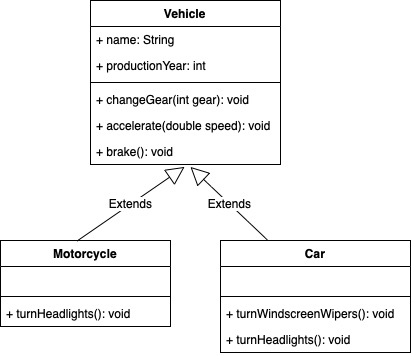 Vehicle
+ name: String
+ productionYear: int
+ changeGear(int gear): void
+ accelerate(double speed): void
+ brake(): void
Extends
Extends
Motorcycle
+ turnHeadlights(): void
Car
+ turnWindscreenWipers(): void
+ turnHeadlights(): void